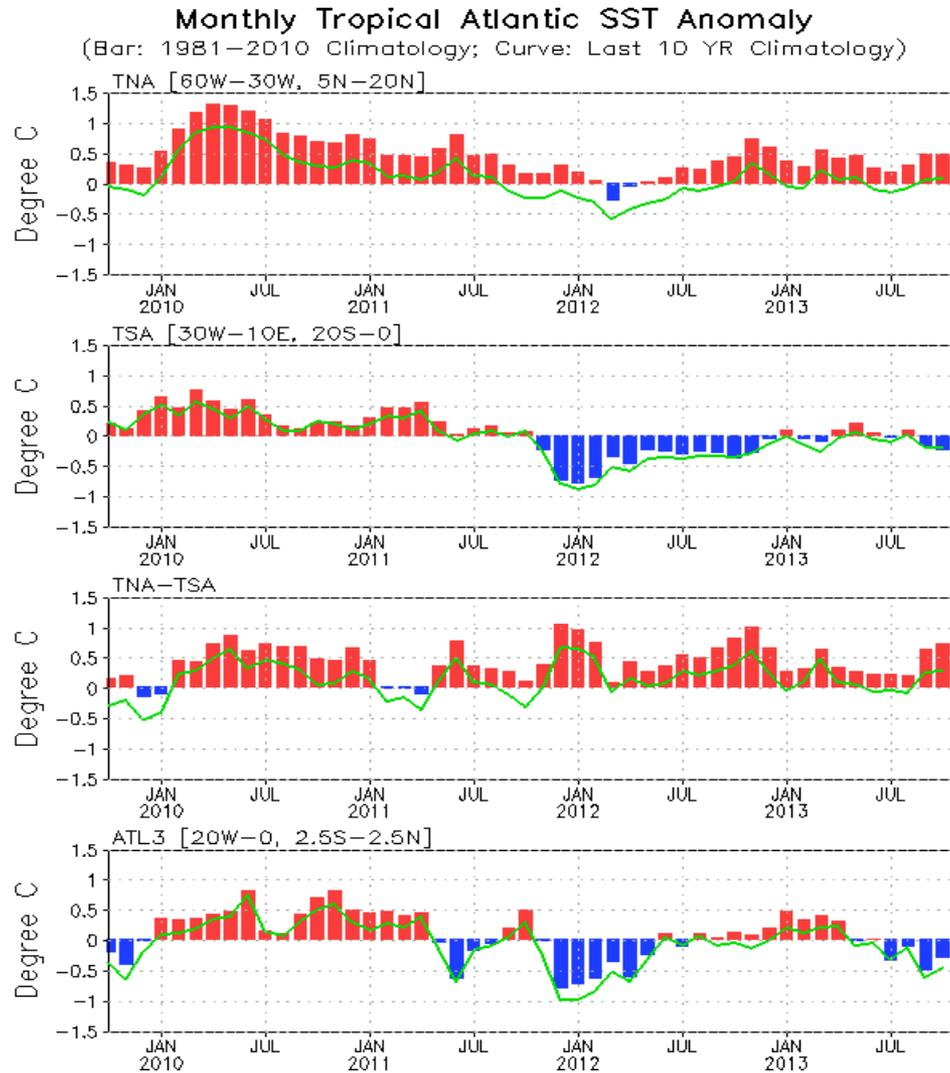 Monthly Tropical Atlantic SST Anomaly
(Bar: 1981−2010 Climatology; Curve: Last 10 YR Climatology)
TNA [60W−30W, 5N−20N]
Degree C
1.5
1
0.5
0
−0.5
−1
−1.5
JAN JUL JAN JUL JAN JUL JAN JUL
2010 2011 2012 2013
TSA [30W−10E, 20S−0]
Degree C
1.5
1
0.5
0
−0.5
−1
−1.5
JAN JUL JAN JUL JAN JUL JAN JUL
2010 2011 2012 2013
TNA−TSA
Degree C
1.5
1
0.5
0
−0.5
−1
−1.5
JAN JUL JAN JUL JAN JUL JAN JUL
2010 2011 2012 2013
ATL3 [20W−0, 2.5S−2.5N]
Degree C
1.5
1
0.5
0
−0.5
−1
−1.5
JAN JUL JAN JUL JAN JUL JAN JUL
2010 2011 2012 2013